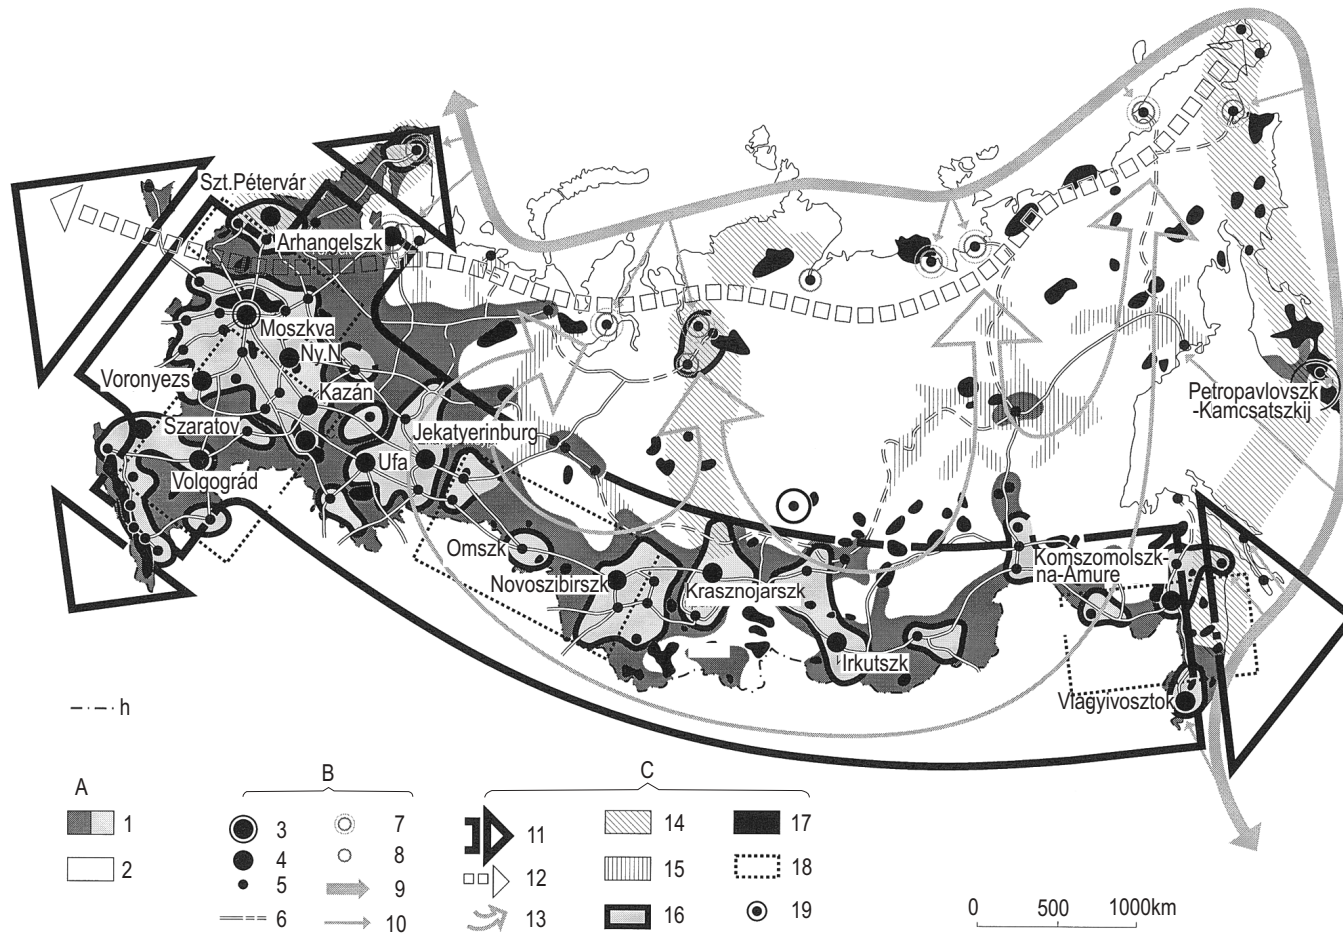 Szt.Pétervár
Arhangelszk
Moszkva
Ny.N.
Voronyezs
Kazán
Szaratov
Jekatyerinburg
Ufa
Volgográd
Petropavlovszk
-Kamcsatszkij
Omszk
Novoszibirszk
Krasznojarszk
Komszomolszk-
na-Amure
Irkutszk
Vlagyivosztok
h
A
B
C
1
2
3
4
5
6
7
8
9
10
11
12
13
14
15
16
17
18
19
0 500 1000km